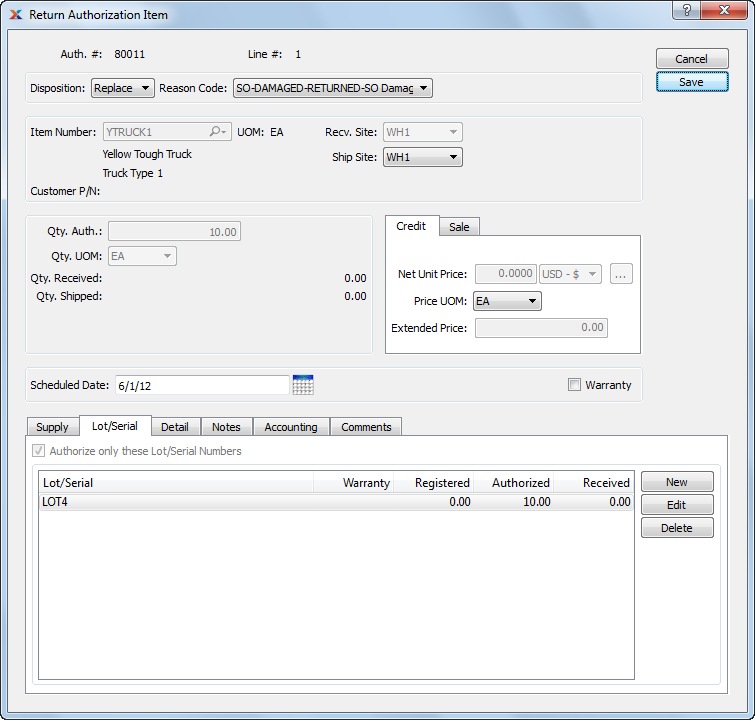 Return Authorization Item
?
Auth. #: 80011 Line #: 1
Cancel
Save
Disposition: Replace Reason Code: SO-DAMAGED-RETURNED-SO Damag
Item Number: YTRUCK1 UOM: EA Recv. Site: WH1
Yellow Tough Truck Ship Site: WH1
Truck Type 1
Customer P/N:
Qty. Auth.: 10.00
Qty. UOM: EA
Qty. Received: 0.00
Qty. Shipped: 0.00
Credit Sale
Net Unit Price: 0.0000 USD - $ ...
Price UOM: EA
Extended Price: 0.00
Scheduled Date: 6/1/12 Warranty
Supply Lot/Serial Detail Notes Accounting Comments
Authorize only these Lot/Serial Numbers
Lot/Serial Warranty Registered Authorized Received
LOT4 0.00 10.00 0.00
New
Edit
Delete